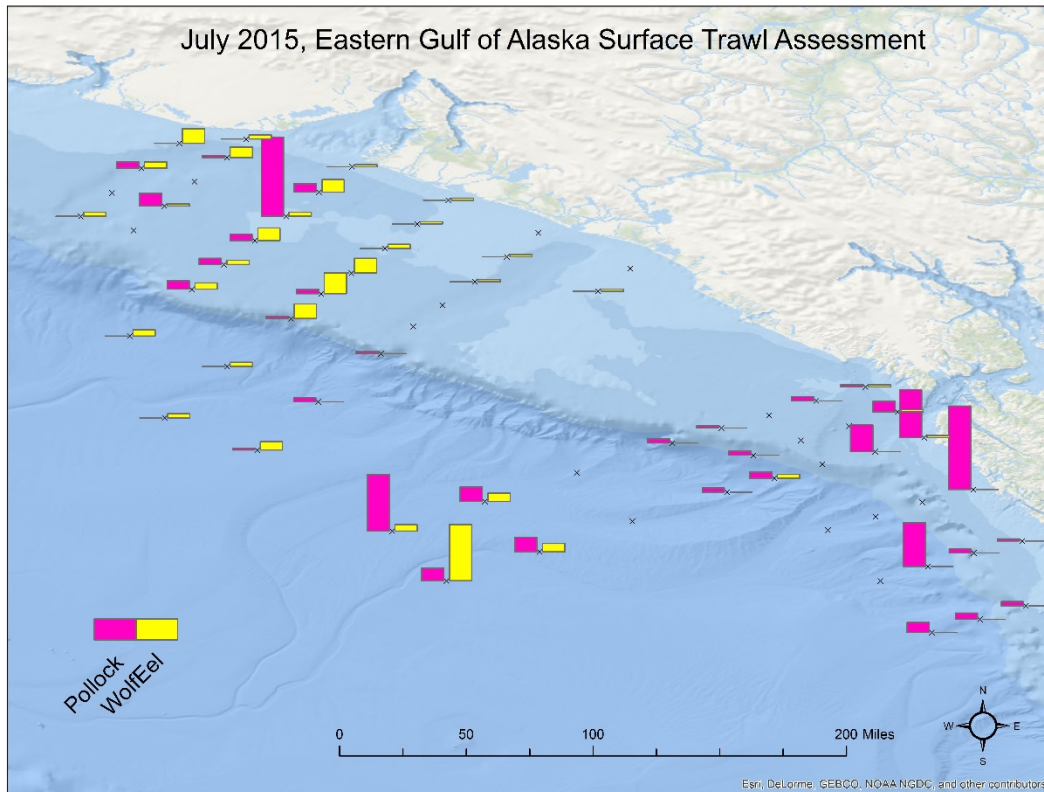 July 2015, Eastern Gulf of Alaska Surface Trawl Assessment
Pollock
WolfEel
0 50 100 200 Miles
N
W E
S
Esri, DeLorme, GEBCO, NOAA NGDC, and other contributors